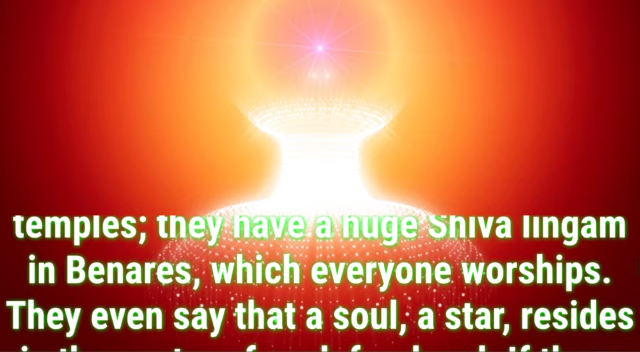 temples; they have a huge Shiva lingam
in Benares, which everyone worships.
They even say that a soul, a star, resides